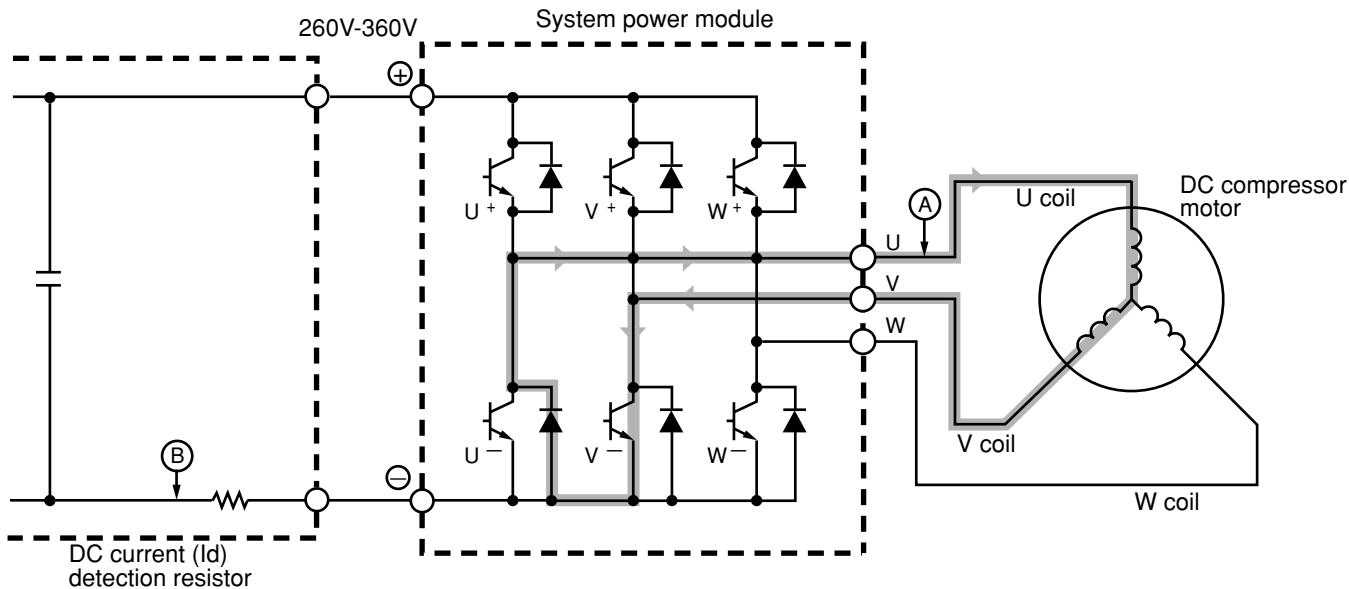 System power module
260V-360V
+
U +
V +
W +
A
U coil
DC compressor
motor
U
V
W
B
−
U −
V −
W −
V coil
W coil
DC current (Id)
detection resistor